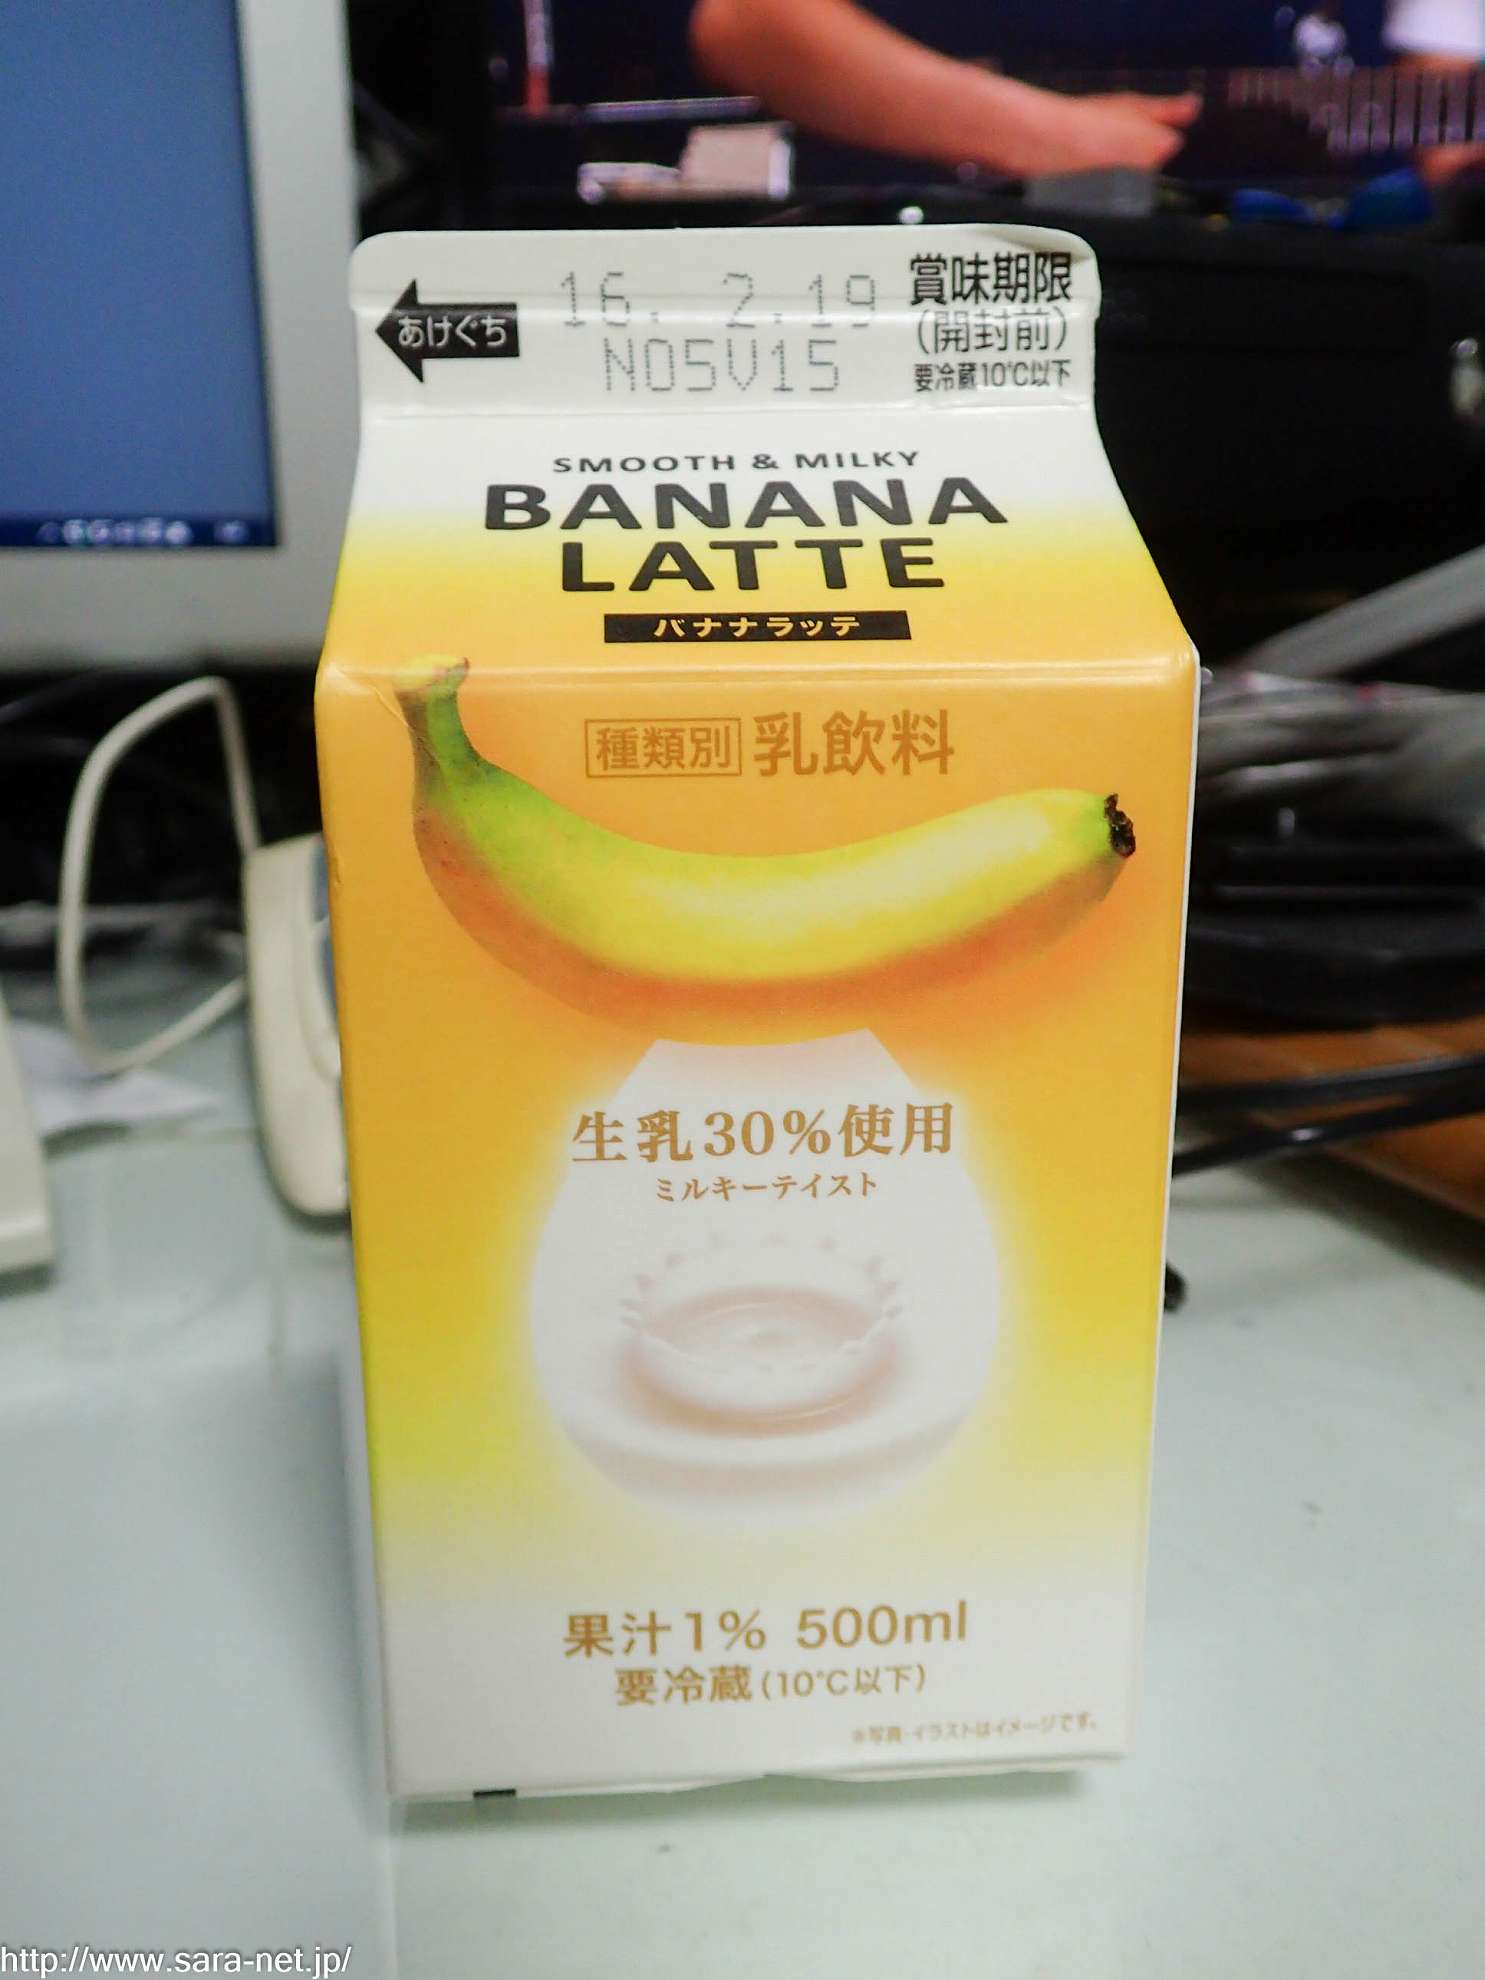 あけぐち
16. 2.19
N05V15
賞味期限
(開封前)
要冷蔵10℃以下
SMOOTH & MILKY
BANANA
LATTE
バナナラッテ
種類別 乳飲料
生乳30%使用
ミルキーテイスト
果汁1% 500ml
要冷蔵(10℃以下)
※写真・イラストはイメージです。
http://www.sara-net.jp/